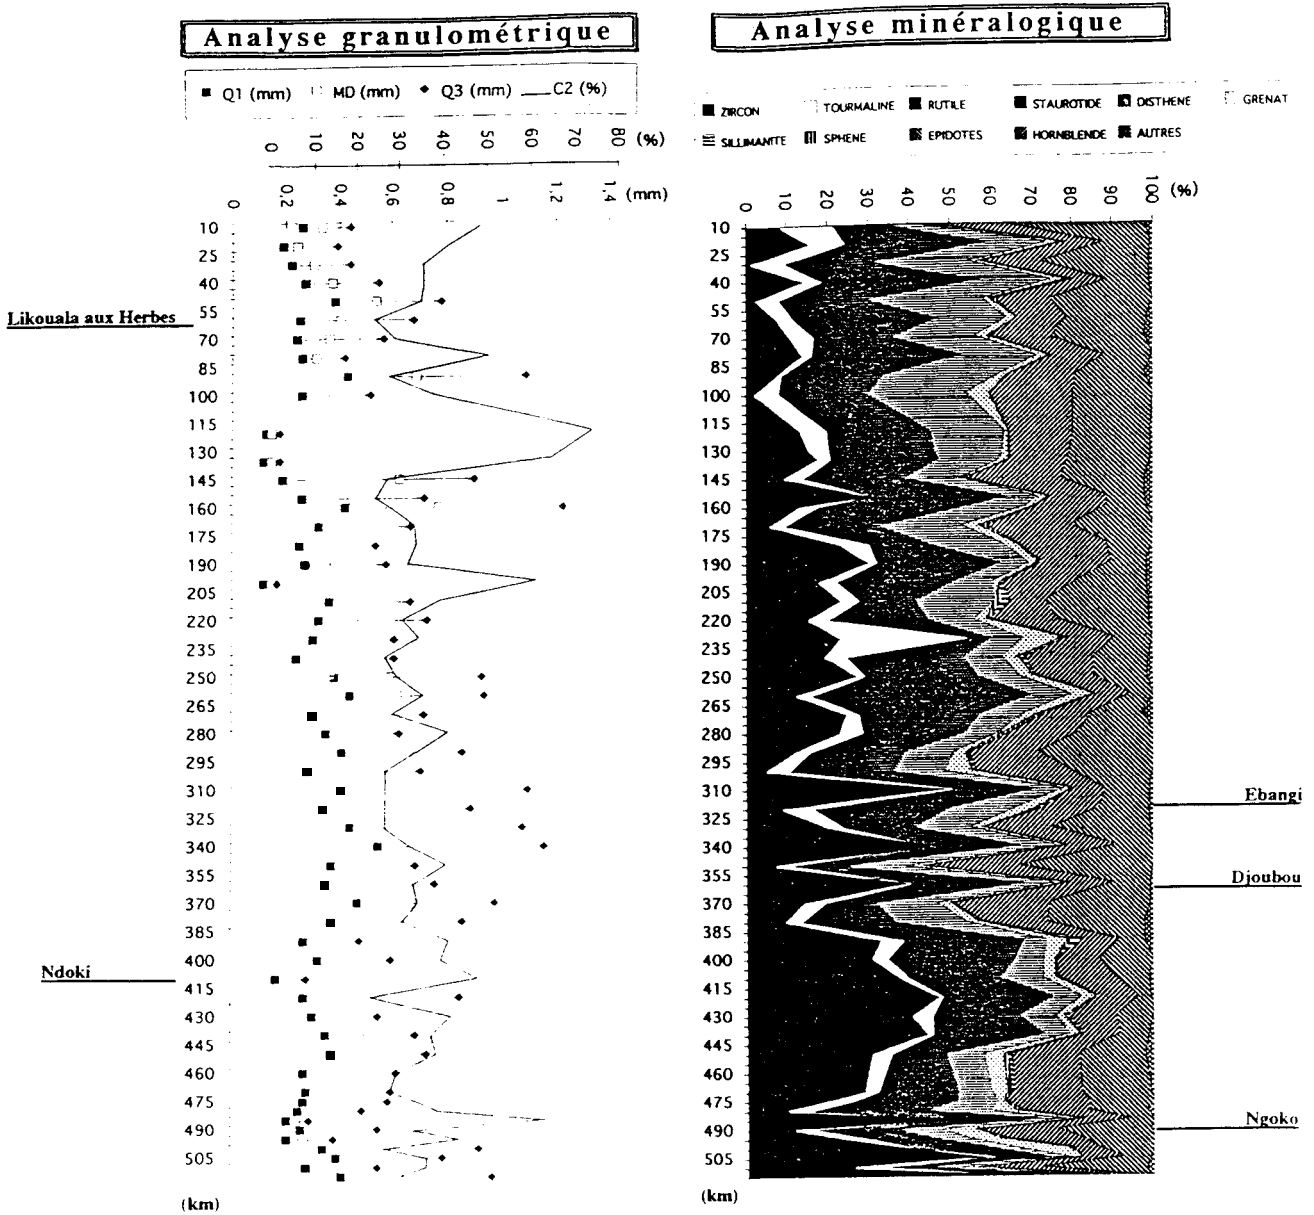 Analyse granulométrique
Analyse minéralogique
Q1 (mm) MD (mm) Q3 (mm) C2 (%)
ZIRCON TOURMALINE RUTILE STAUROTIDE DISTHENE GRENAT
SILLIMANITE SPHENE EPIDOTES HORNBLENDE AUTRES
0 10 20 30 40 50 60 70 80 (%)
0 0,2 0,4 0,6 0,8 1 1,2 1,4 (mm)
0 10 20 30 40 50 60 70 80 90 100 (%)
10 10
25 25
40 40
Likouala aux Herbes
55 55
70 70
85 85
100 100
115 115
130 130
145 145
160 160
175 175
190 190
205 205
220 220
235 235
250 250
265 265
280 280
295 295
310 310
Ebangi
325 325
340 340
355 355
Djoubou
370 370
385 385
400 400
Ndoki
415 415
430 430
445 445
460 460
475 475
490 490
Ngoko
505 505
(km) (km)